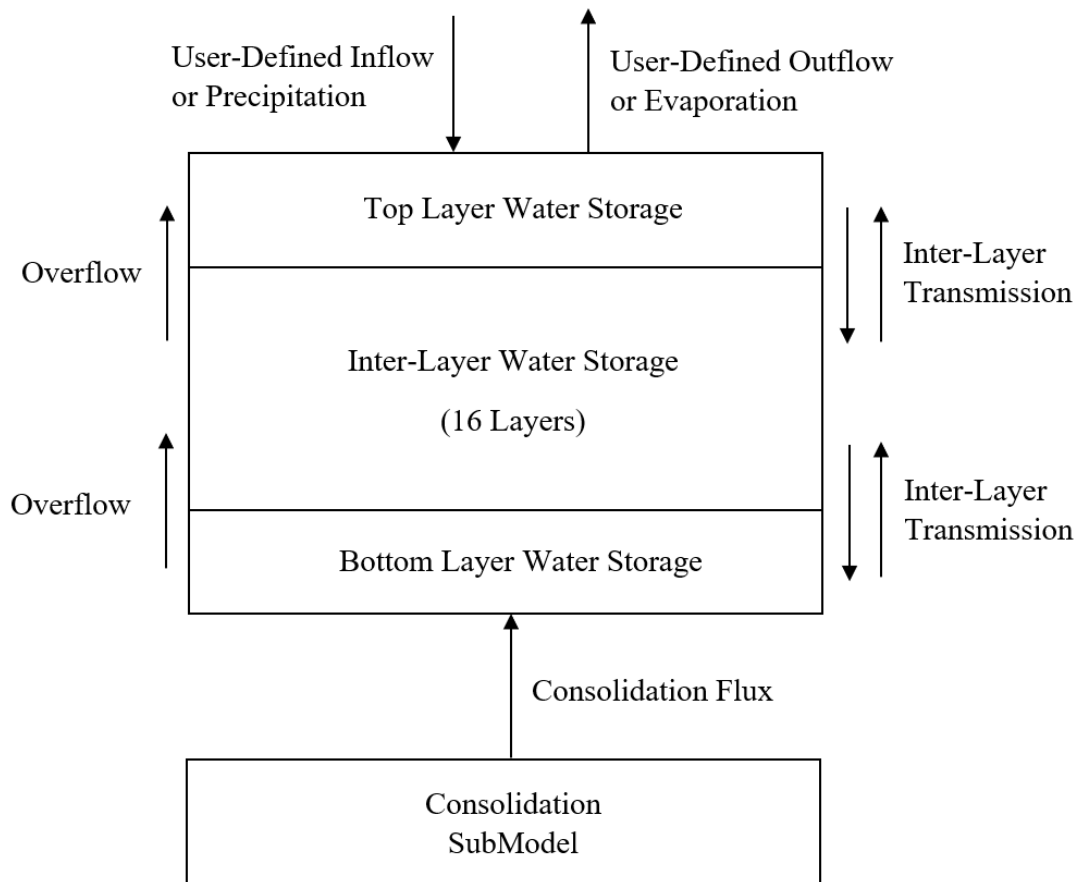 User-Defined Inflow
or Precipitation
User-Defined Outflow
or Evaporation
Top Layer Water Storage
Overflow
Inter-Layer
Transmission
Inter-Layer Water Storage
(16 Layers)
Overflow
Inter-Layer
Transmission
Bottom Layer Water Storage
Consolidation Flux
Consolidation
SubModel